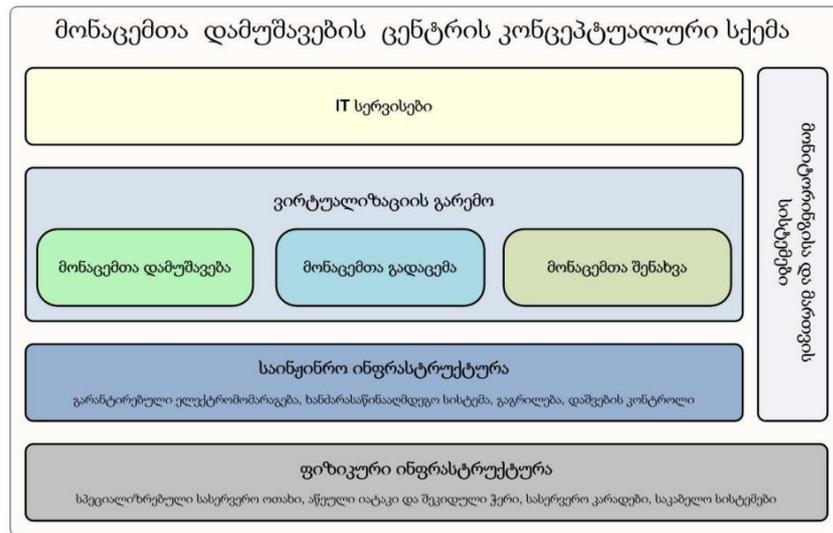 მონაცემთა დამუშავების ცენტრის კონცეპტუალური სქემა
IT სერვისები
ვირტუალიზაციის გარემო
მონაცემთა დამუშავება
მონაცემთა გადაცემა
მონაცემთა შენახვა
საინჟინრო ინფრასტრუქტურა
გარანტირებული ელექტრომომარაგება, ხანძარსაწინააღმდეგო სისტემა, გაგრილება, დაშვების კონტროლი
მონიტორინგისა და მართვის
სისტემები
ფიზიკური ინფრასტრუქტურა
სპეციალიზრებული სასერვერო ოთახი, აწეული იატაკი და შეკიდული ჭერი, სასერვერო კარადები, საკაბელო სისტემები